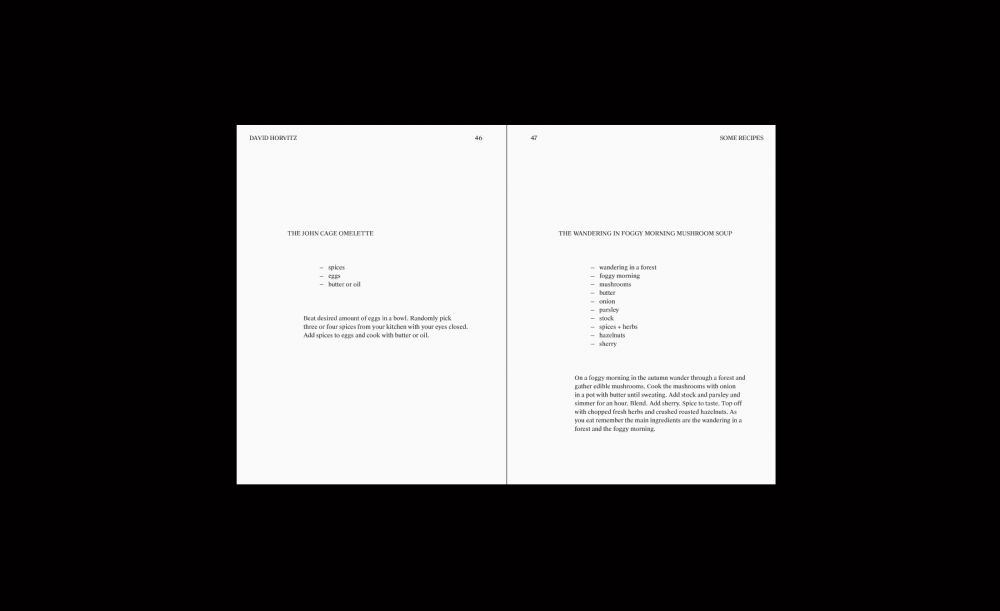 DAVID HORVITZ 46
THE JOHN CAGE OMELETTE
– spices
– eggs
– butter or oil
Beat desired amount of eggs in a bowl. Randomly pick
three or four spices from your kitchen with your eyes closed.
Add spices to eggs and cook with butter or oil.
47 SOME RECIPES
THE WANDERING IN FOGGY MORNING MUSHROOM SOUP
– wandering in a forest
– foggy morning
– mushrooms
– butter
– onion
– parsley
– stock
– spices + herbs
– hazelnuts
– sherry
On a foggy morning in the autumn wander through a forest and
gather edible mushrooms. Cook the mushrooms with onion
in a pot with butter until sweating. Add stock and parsley and
simmer for an hour. Blend. Add sherry. Spice to taste. Top off
with chopped fresh herbs and crushed roasted hazelnuts. As
you eat remember the main ingredients are the wandering in a
forest and the foggy morning.